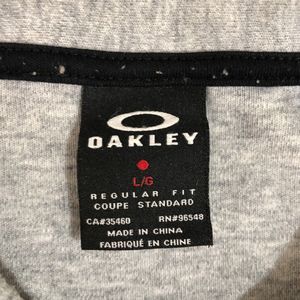 OAKLEY
L/G
REGULAR FIT
COUPE STANDARD
CA#35460 RN#96548
MADE IN CHINA
FABRIQUÉ EN CHINE